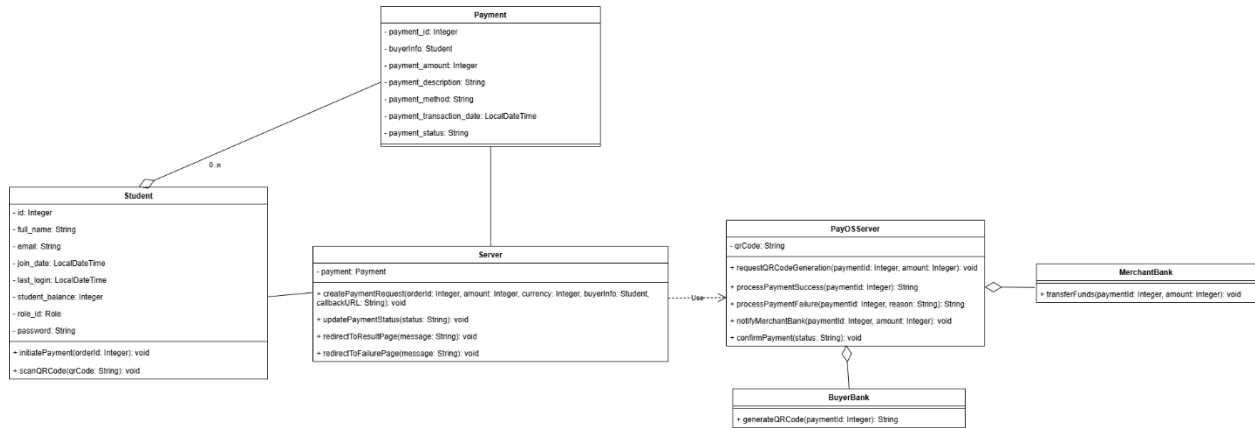 Payment
- payment_id: Integer
- buyerInfo: Student
- payment_amount: Integer
- payment_description: String
- payment_method: String
- payment_transaction_date: LocalDateTime
- payment_status: String
0..n
Student
- id: Integer
- full_name: String
- email: String
- join_date: LocalDateTime
- last_login: LocalDateTime
- student_balance: Integer
- role_id: Role
- password: String
+ initiatePayment(orderId: Integer): void
+ scanQRCode(qrCode: String): void
Server
- payment: Payment
+ createPaymentRequest(orderId: Integer, amount: Integer, currency: Integer, buyerInfo: Student,
callbackURL: String): void
+ updatePaymentStatus(status: String): void
+ redirectToResultPage(message: String): void
+ redirectToFailurePage(message: String): void
Use
PayOSServer
- qrCode: String
+ requestQRCodeGeneration(paymentId: Integer, amount: Integer): void
+ processPaymentSuccess(paymentId: Integer): String
+ processPaymentFailure(paymentId: Integer, reason: String): String
+ notifyMerchantBank(paymentId: Integer, amount: Integer): void
+ confirmPayment(status: String): void
MerchantBank
+ transferFunds(paymentId: Integer, amount: Integer): void
BuyerBank
+ generateQRCode(paymentId: Integer): String